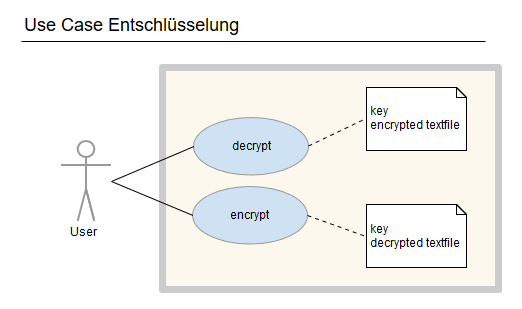 Use Case Entschlüsselung
decrypt
key
encrypted textfile
User
encrypt
key
decrypted textfile